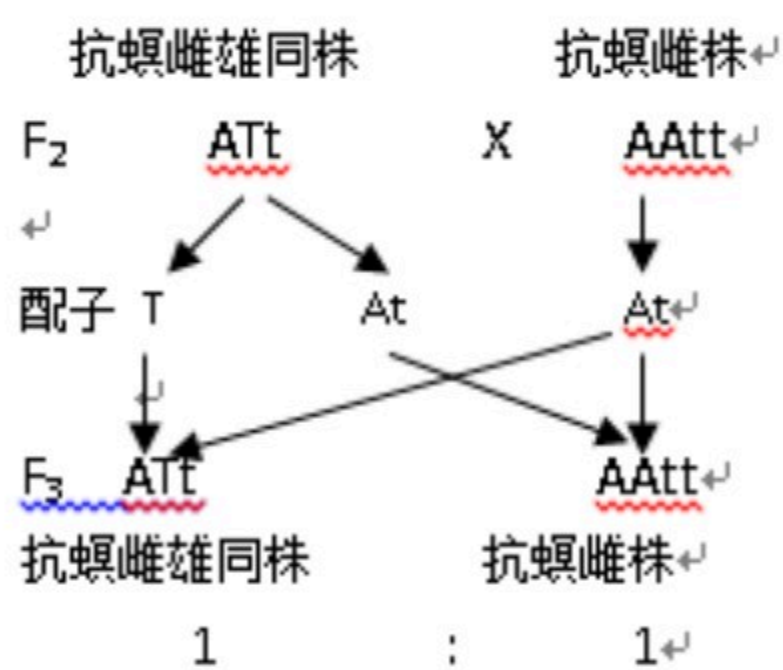 抗螟雌雄同株 抗螟雌株↵
F₂ ATt X AAtt↵
↵
配子 T At At↵
↵
F₃ ATt AAtt↵
抗螟雌雄同株 抗螟雌株↵
1 : 1↵